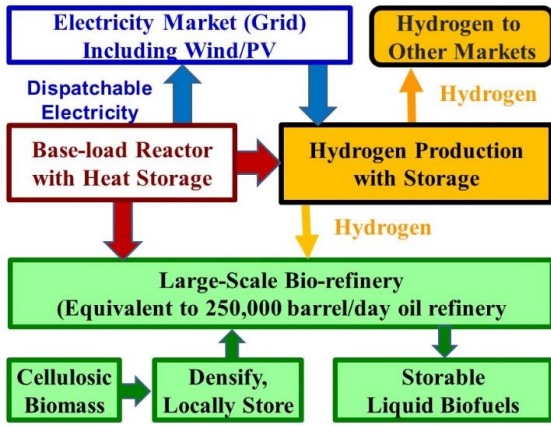 Electricity Market (Grid)
Including Wind/PV
Hydrogen to
Other Markets
Dispatchable
Electricity
Hydrogen
Base-load Reactor
with Heat Storage
Hydrogen Production
with Storage
Hydrogen
Large-Scale Bio-refinery
(Equivalent to 250,000 barrel/day oil refinery
Cellulosic
Biomass
Densify,
Locally Store
Storable
Liquid Biofuels